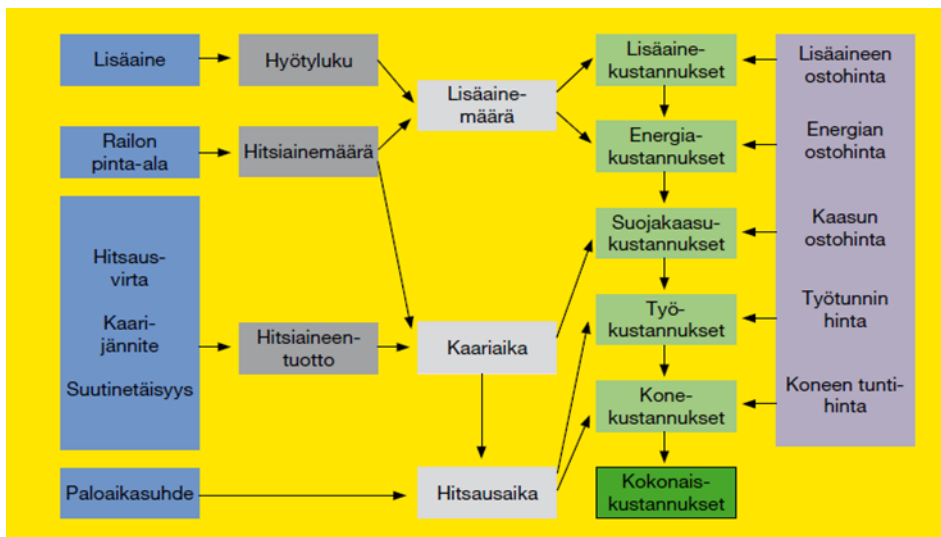 Lisäaine
Hyötyluku
Lisäaine-
määrä
Lisäaine-
kustannukset
Lisäaineen
ostohinta
Railon
pinta-ala
Hitsiainemäärä
Energia-
kustannukset
Energian
ostohinta
Hitsaus-
virta
Kaari-
jännite
Suutinetäisyys
Hitsiaineen-
tuotto
Kaariaika
Suojakaasu-
kustannukset
Kaasun
ostohinta
Työ-
kustannukset
Työtunnin
hinta
Kone-
kustannukset
Koneen tunti-
hinta
Paloaikasuhde
Hitsausaika
Kokonais-
kustannukset